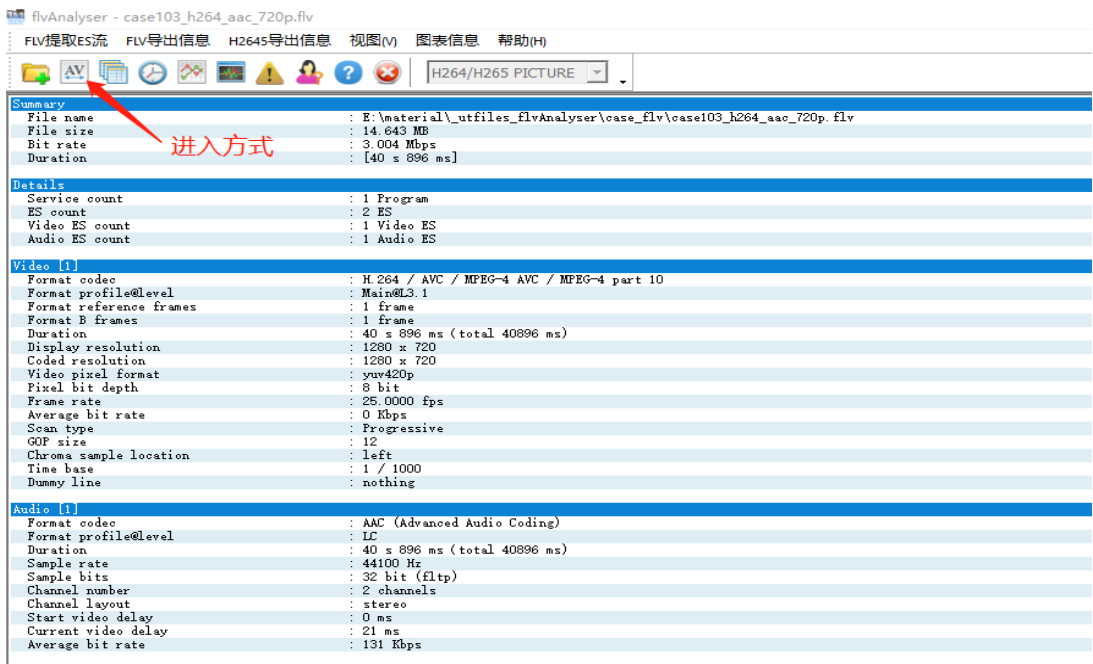 flvAnalyser - case103_h264_aac_720p.flv
FLV提取ES流 FLV导出信息 H2645导出信息 视图(V) 图表信息 帮助(H)
AV H264/H265 PICTURE
Summary
File name : E:\material\_utfiles_flvAnalyser\case_flv\case103_h264_aac_720p.flv
File size : 14.643 MB
Bit rate : 3.004 Mbps
Duration : [40 s 896 ms]
进入方式
Details
Service count : 1 Program
ES count : 2 ES
Video ES count : 1 Video ES
Audio ES count : 1 Audio ES
Video [1]
Format codec : H.264 / AVC / MPEG-4 AVC / MPEG-4 part 10
Format profile@level : Main@L3.1
Format reference frames : 1 frame
Format B frames : 1 frame
Duration : 40 s 896 ms (total 40896 ms)
Display resolution : 1280 x 720
Coded resolution : 1280 x 720
Video pixel format : yuv420p
Pixel bit depth : 8 bit
Frame rate : 25.0000 fps
Average bit rate : 0 Kbps
Scan type : Progressive
GOP size : 12
Chroma sample location : left
Time base : 1 / 1000
Dummy line : nothing
Audio [1]
Format codec : AAC (Advanced Audio Coding)
Format profile@level : LC
Duration : 40 s 896 ms (total 40896 ms)
Sample rate : 44100 Hz
Sample bits : 32 bit (fltp)
Channel number : 2 channels
Channel layout : stereo
Start video delay : 0 ms
Current video delay : 21 ms
Average bit rate : 131 Kbps